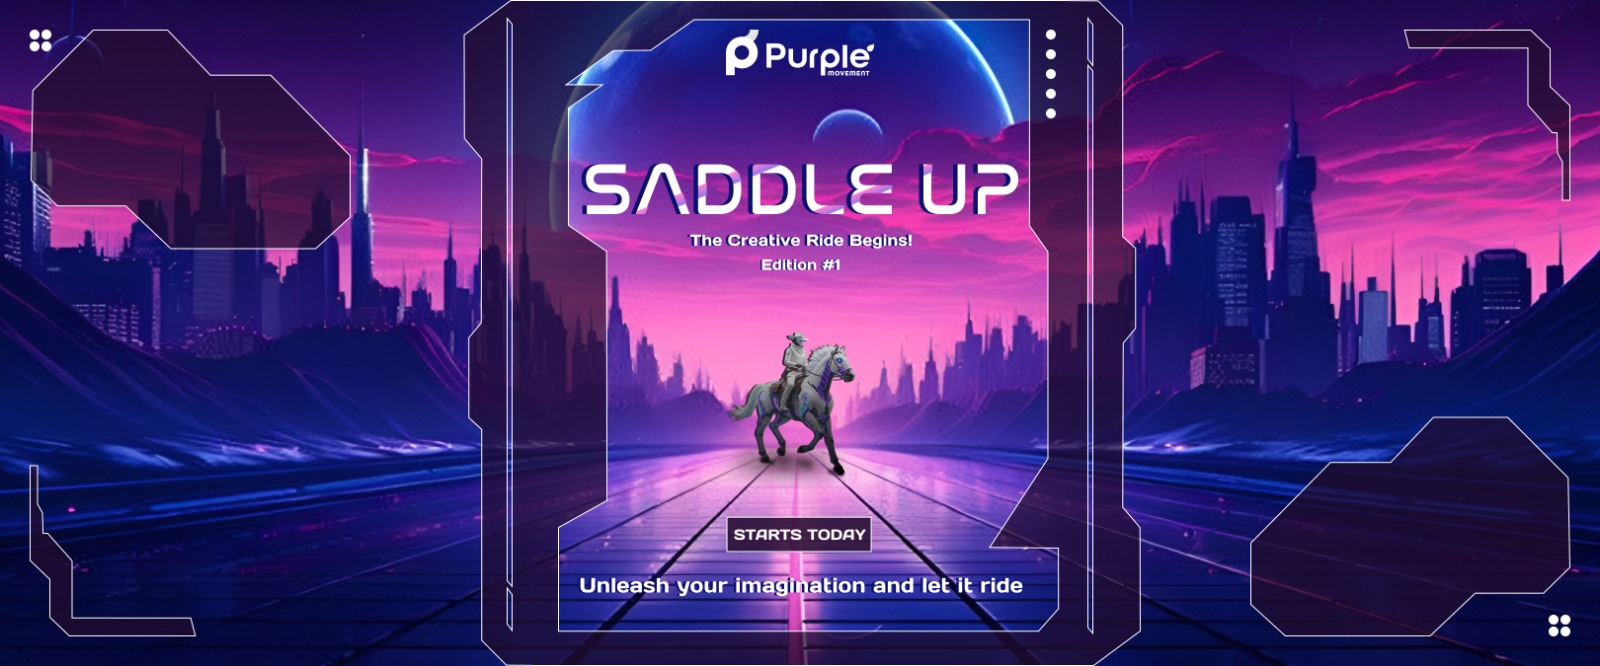 Purple
MOVEMENT
SADDLE UP
The Creative Ride Begins!
Edition #1
STARTS TODAY
Unleash your imagination and let it ride